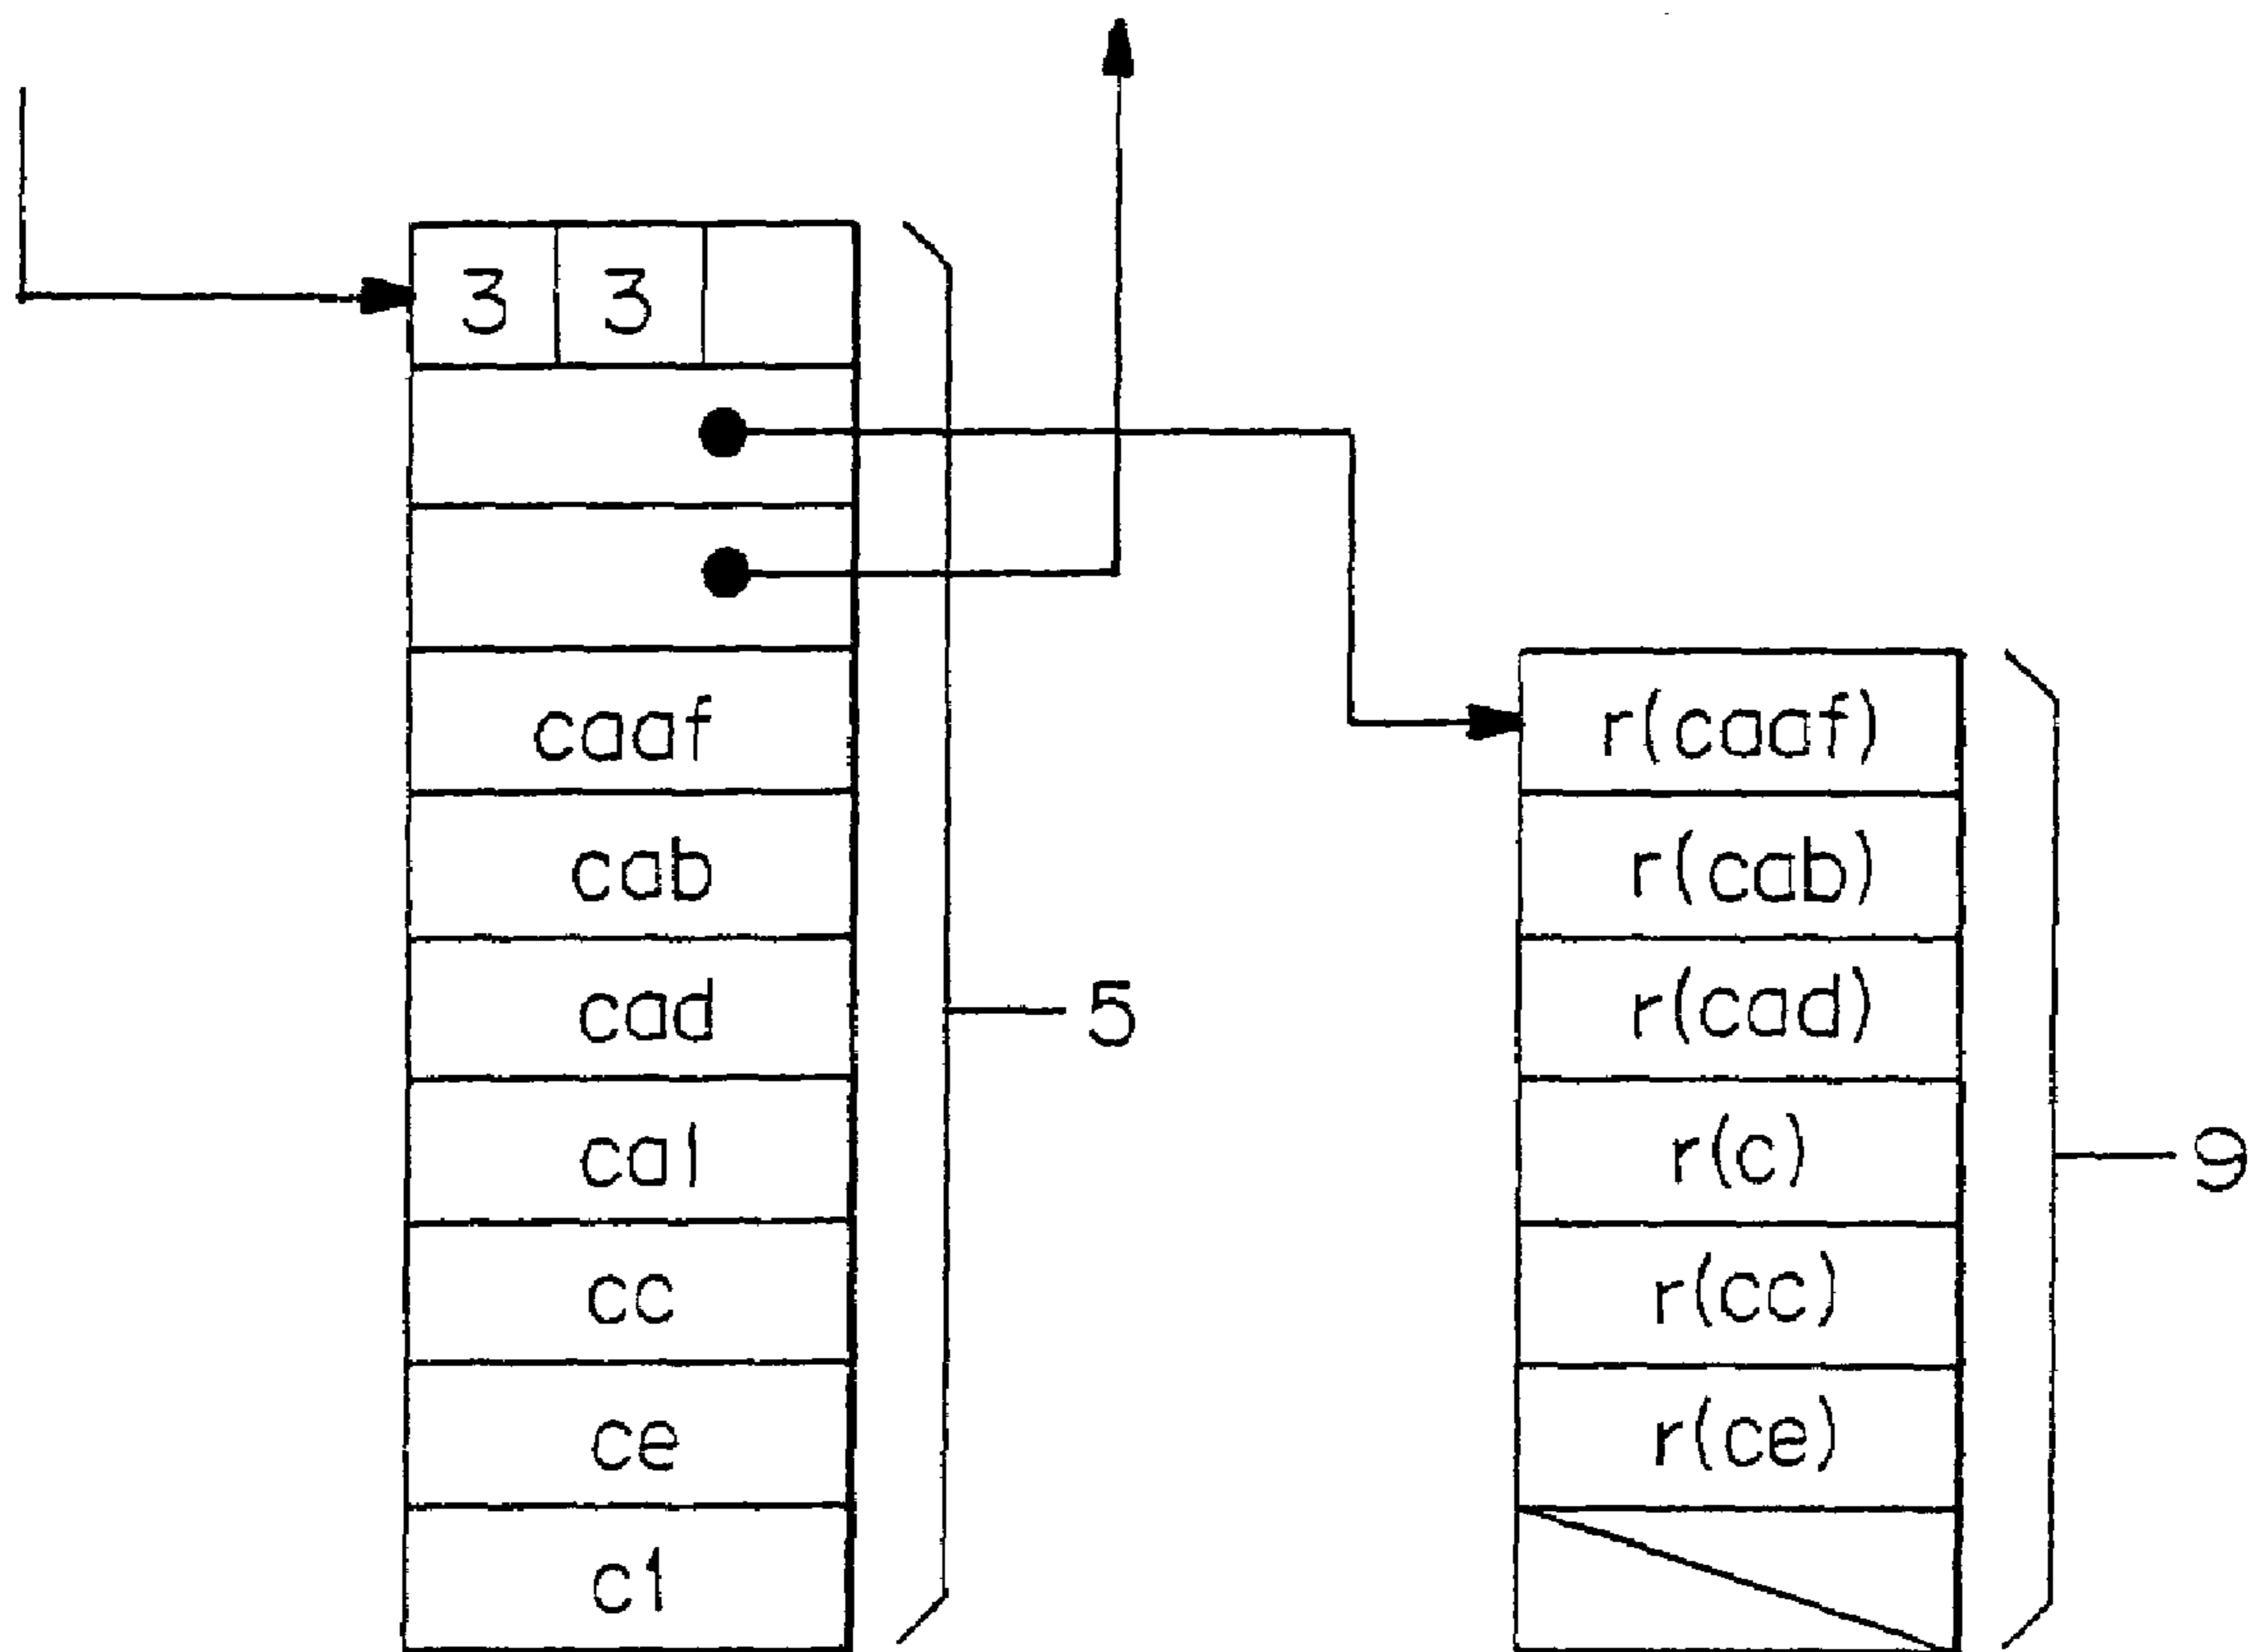 3 3
caaf
cab
cad
cal
cc
ce
c1
5
r(caaf)
r(cab)
r(cad)
r(c)
r(cc)
r(ce)
9